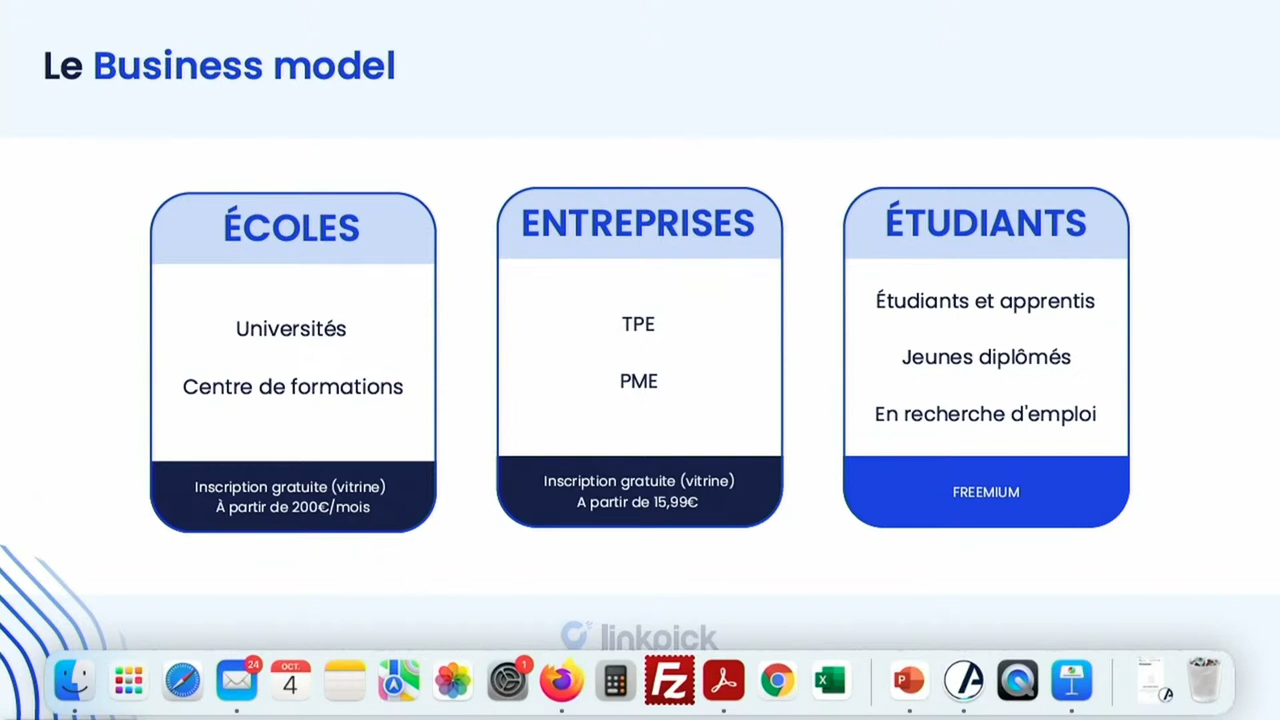 Le Business model
ÉCOLES
Universités
Centre de formations
Inscription gratuite (vitrine)
À partir de 200€/mois
ENTREPRISES
TPE
PME
Inscription gratuite (vitrine)
A partir de 15,99€
ÉTUDIANTS
Étudiants et apprentis
Jeunes diplômés
En recherche d'emploi
FREEMIUM
linkpick
24
OCT.
4
1
Fz